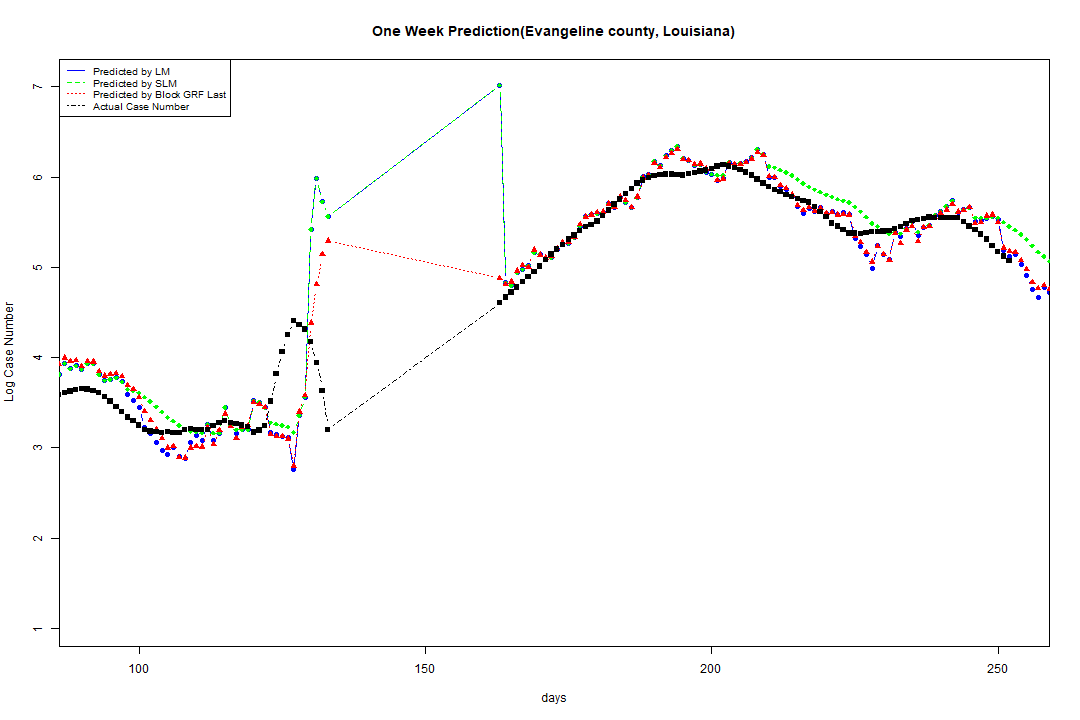 One Week Prediction(Evangeline county, Louisiana)
Predicted by LM
Predicted by SLM
Predicted by Block GRF Last
Actual Case Number
7
6
5
4
3
2
1
Log Case Number
100
150
200
250
days